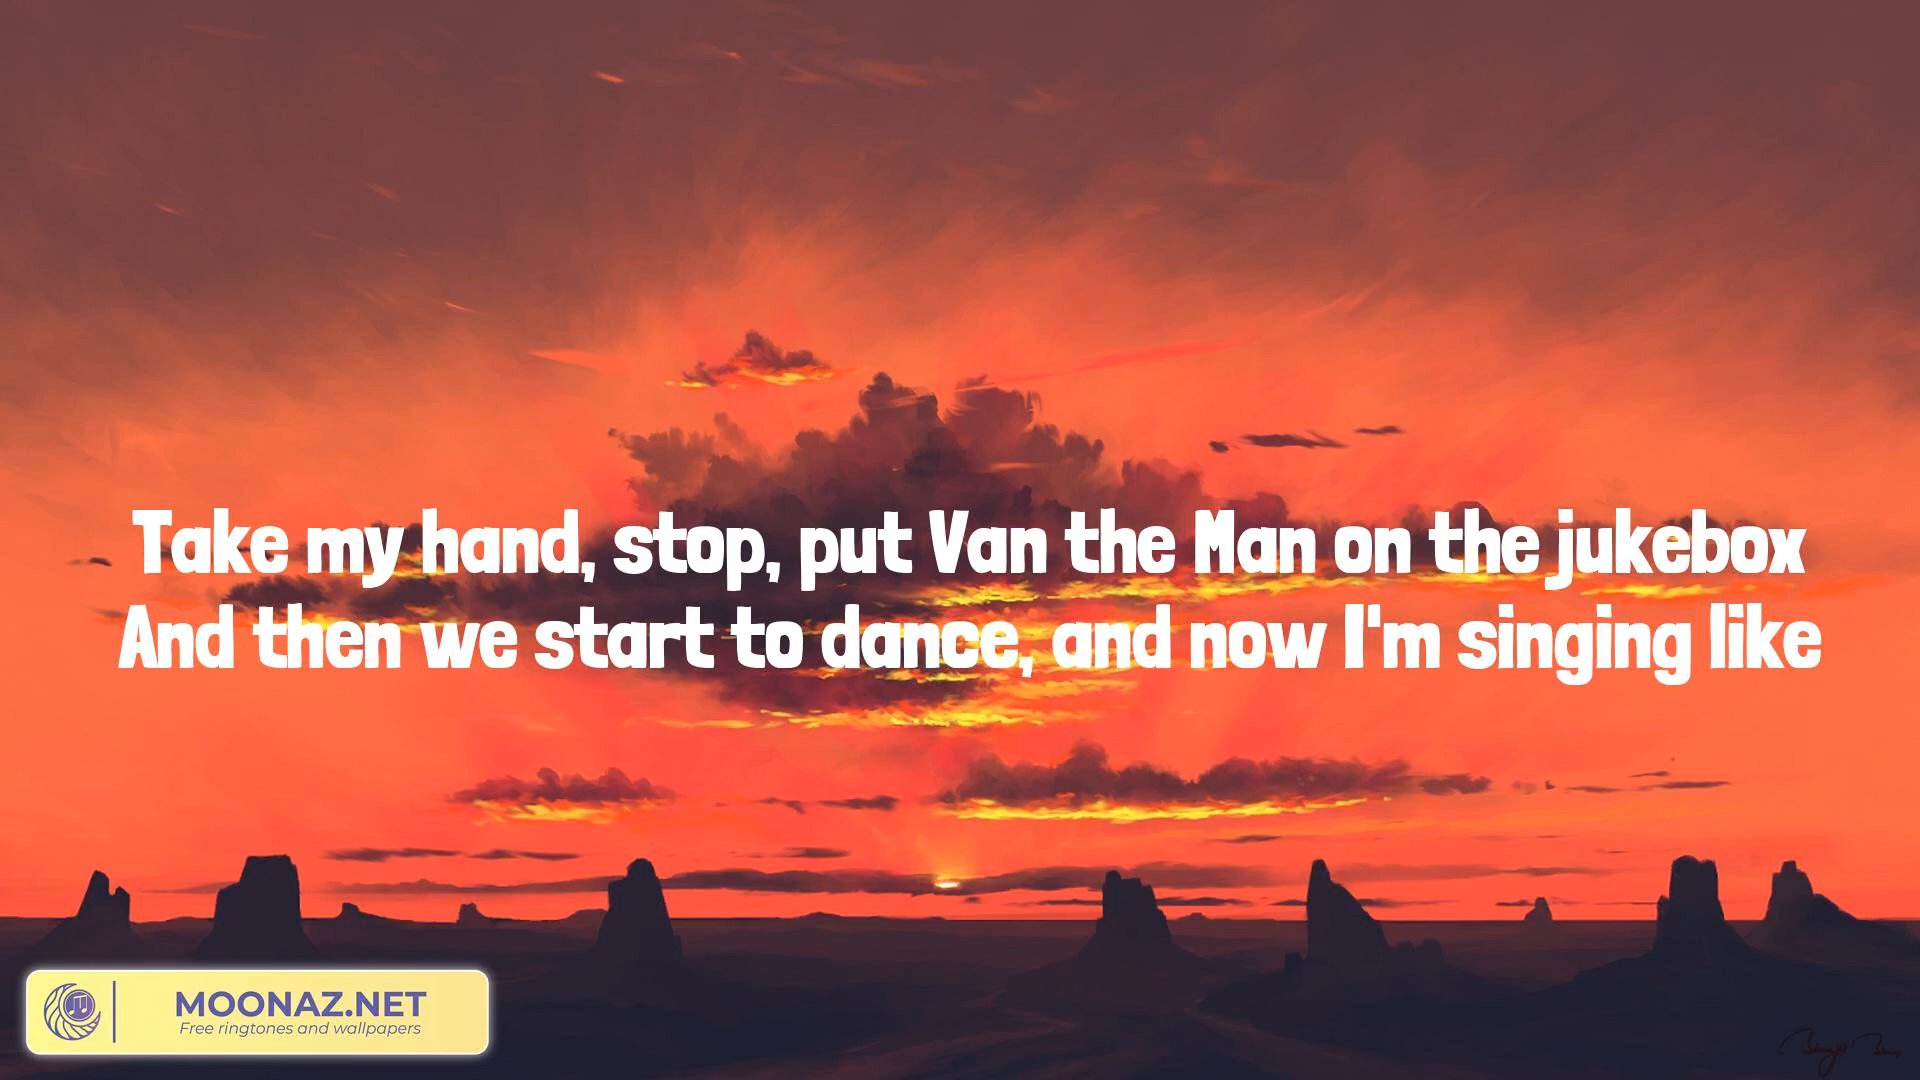 Take my hand, stop, put Van the Man on the jukebox
And then we start to dance, and now I'm singing like
MOONAZ.NET
Free ringtones and wallpapers